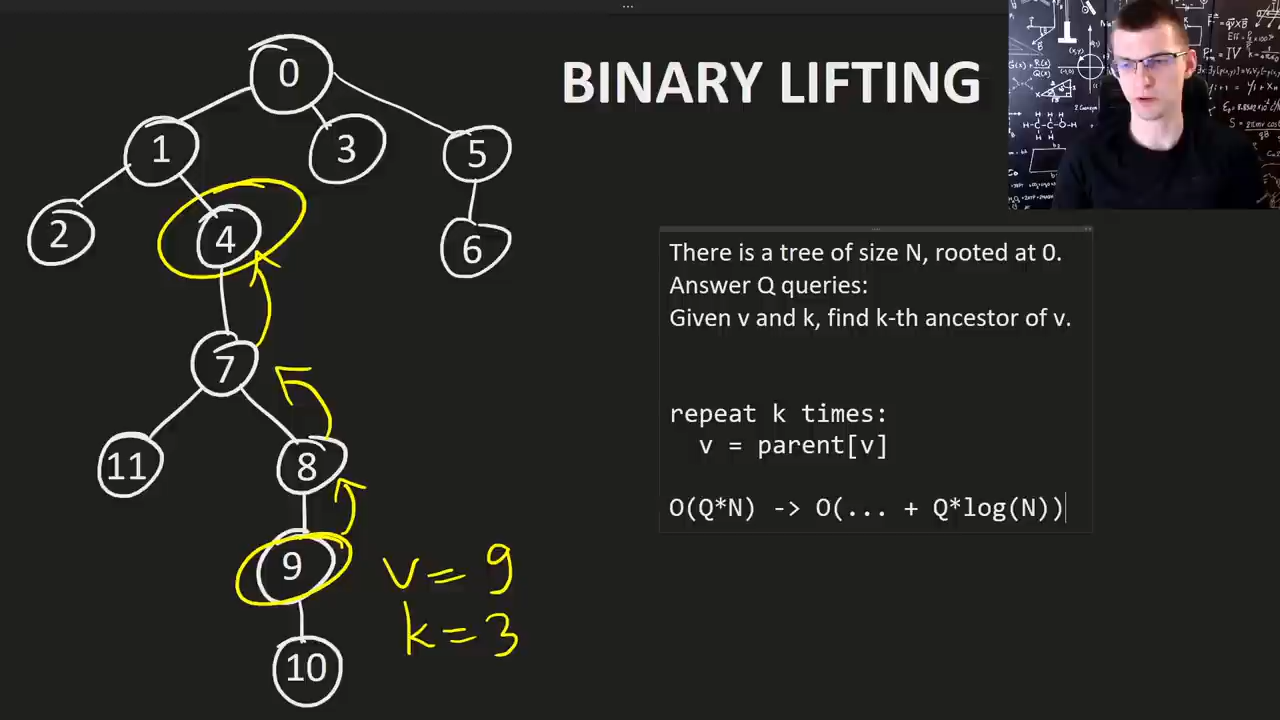 BINARY LIFTING
0
1
3
5
2
4
6
7
11
8
9
10
v = 9
k = 3
There is a tree of size N, rooted at 0.
Answer Q queries:
Given v and k, find k-th ancestor of v.
repeat k times:
v = parent[v]
O(Q*N) -> O(... + Q*log(N))